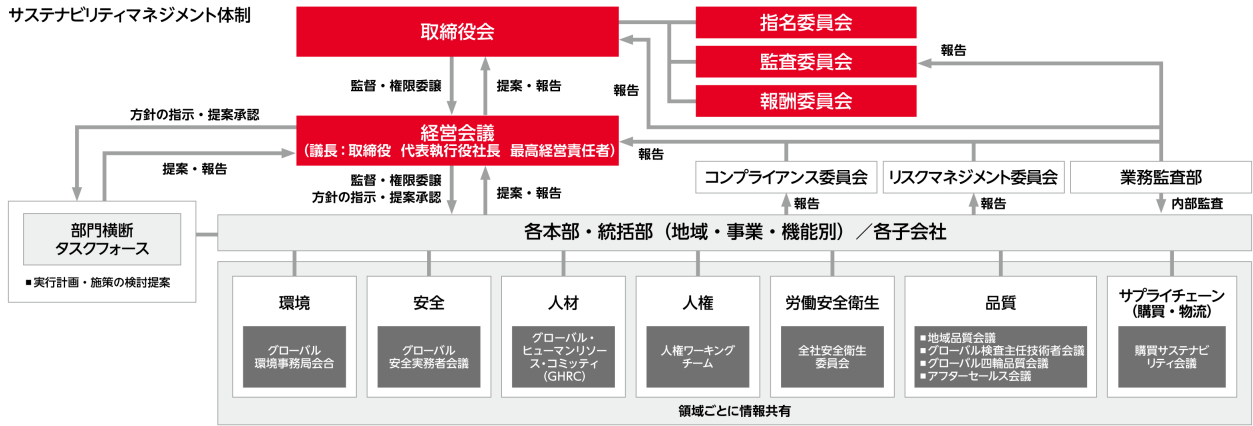 サステナビリティマネジメント体制
取締役会
指名委員会
監査委員会
報酬委員会
報告
監督・権限委譲
提案・報告
報告
方針の指示・提案承認
経営会議
(議長：取締役 代表執行役社長 最高経営責任者)
提案・報告
報告
監督・権限委譲
方針の指示・提案承認
提案・報告
コンプライアンス委員会
リスクマネジメント委員会
業務監査部
報告
報告
内部監査
部門横断
タスクフォース
■実行計画・施策の検討提案
各本部・統括部（地域・事業・機能別）／各子会社
環境
グローバル
環境事務局会合
安全
グローバル
安全実務者会議
人材
グローバル・
ヒューマンリソー
ス・コミッティ
(GHRC)
人権
人権ワーキング
チーム
労働安全衛生
全社安全衛生
委員会
品質
■地域品質会議
■グローバル検査主任技術者会議
■グローバル四輪品質会議
■アフターセールス会議
サプライチェーン
（購買・物流）
購買サステナビ
リティ会議
領域ごとに情報共有